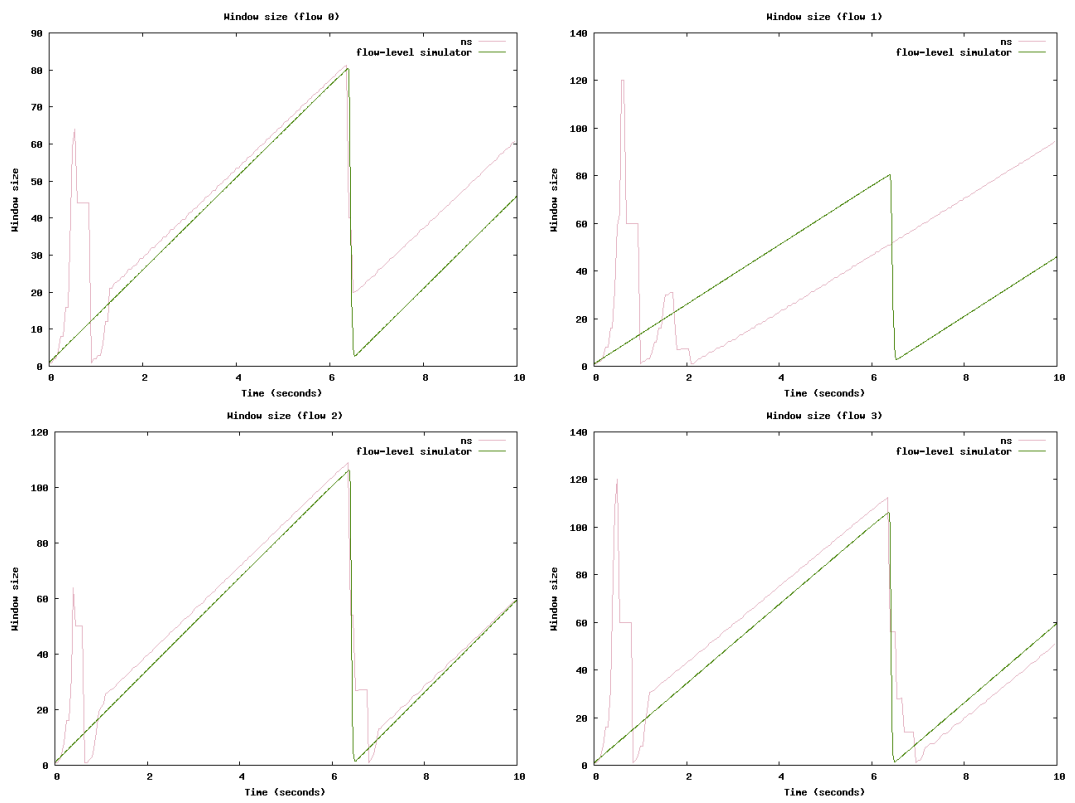 Window size (flow 0)
90
80
70
60
50
40
30
20
10
0
Window size
ns
flow-level simulator
0
2
4
6
8
10
Time (seconds)
Window size (flow 1)
140
120
100
80
60
40
20
0
Window size
ns
flow-level simulator
0
2
4
6
8
10
Time (seconds)
Window size (flow 2)
120
100
80
60
40
20
0
Window size
ns
flow-level simulator
0
2
4
6
8
10
Time (seconds)
Window size (flow 3)
140
120
100
80
60
40
20
0
Window size
ns
flow-level simulator
0
2
4
6
8
10
Time (seconds)